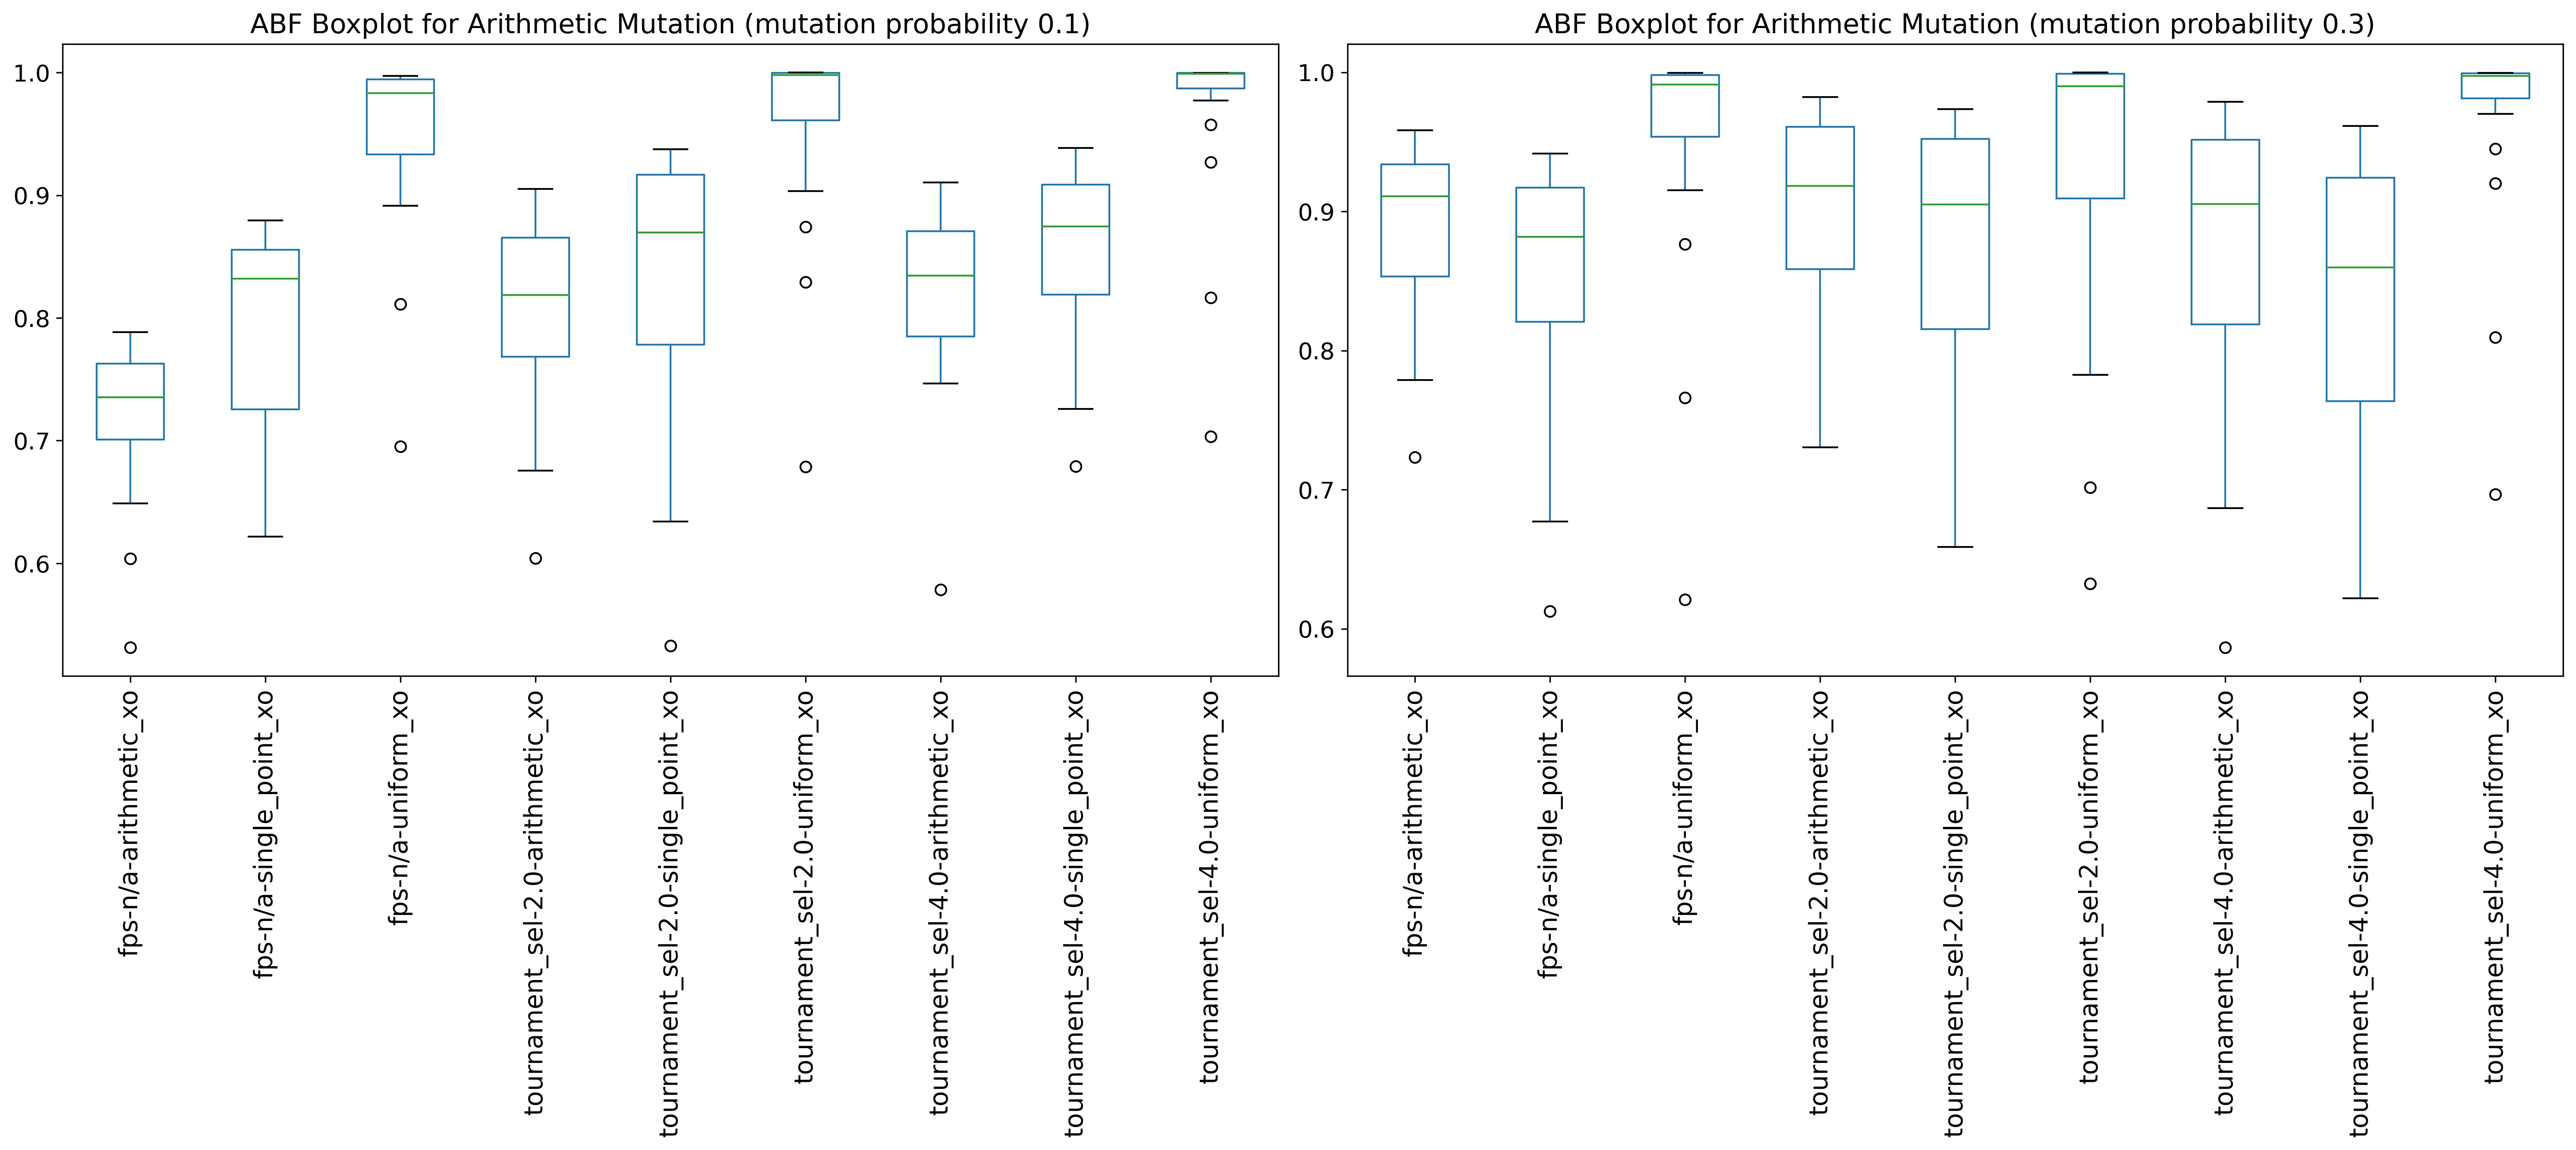 ABF Boxplot for Arithmetic Mutation (mutation probability 0.1)
1.0
0.9
0.8
0.7
0.6
fps-n/a-arithmetic_xo
fps-n/a-single_point_xo
fps-n/a-uniform_xo
tournament_sel-2.0-arithmetic_xo
tournament_sel-2.0-single_point_xo
tournament_sel-2.0-uniform_xo
tournament_sel-4.0-arithmetic_xo
tournament_sel-4.0-single_point_xo
tournament_sel-4.0-uniform_xo
ABF Boxplot for Arithmetic Mutation (mutation probability 0.3)
1.0
0.9
0.8
0.7
0.6
fps-n/a-arithmetic_xo
fps-n/a-single_point_xo
fps-n/a-uniform_xo
tournament_sel-2.0-arithmetic_xo
tournament_sel-2.0-single_point_xo
tournament_sel-2.0-uniform_xo
tournament_sel-4.0-arithmetic_xo
tournament_sel-4.0-single_point_xo
tournament_sel-4.0-uniform_xo